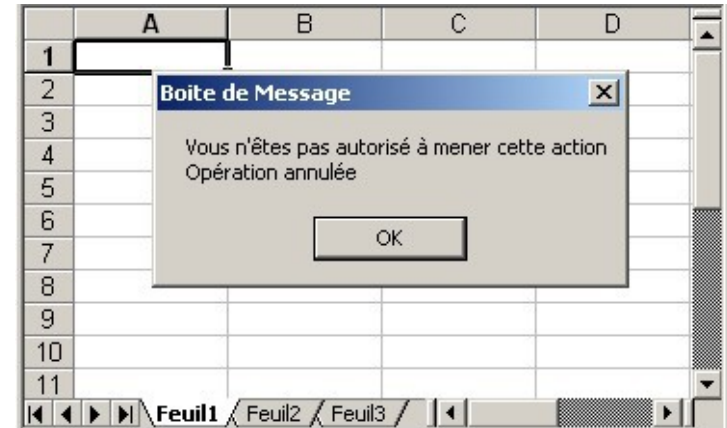 A B C D
1
2
Boite de Message
3
Vous n'êtes pas autorisé à mener cette action
4
Opération annulée
5
6
OK
7
8
9
10
11
Feuil1 Feuil2 Feuil3